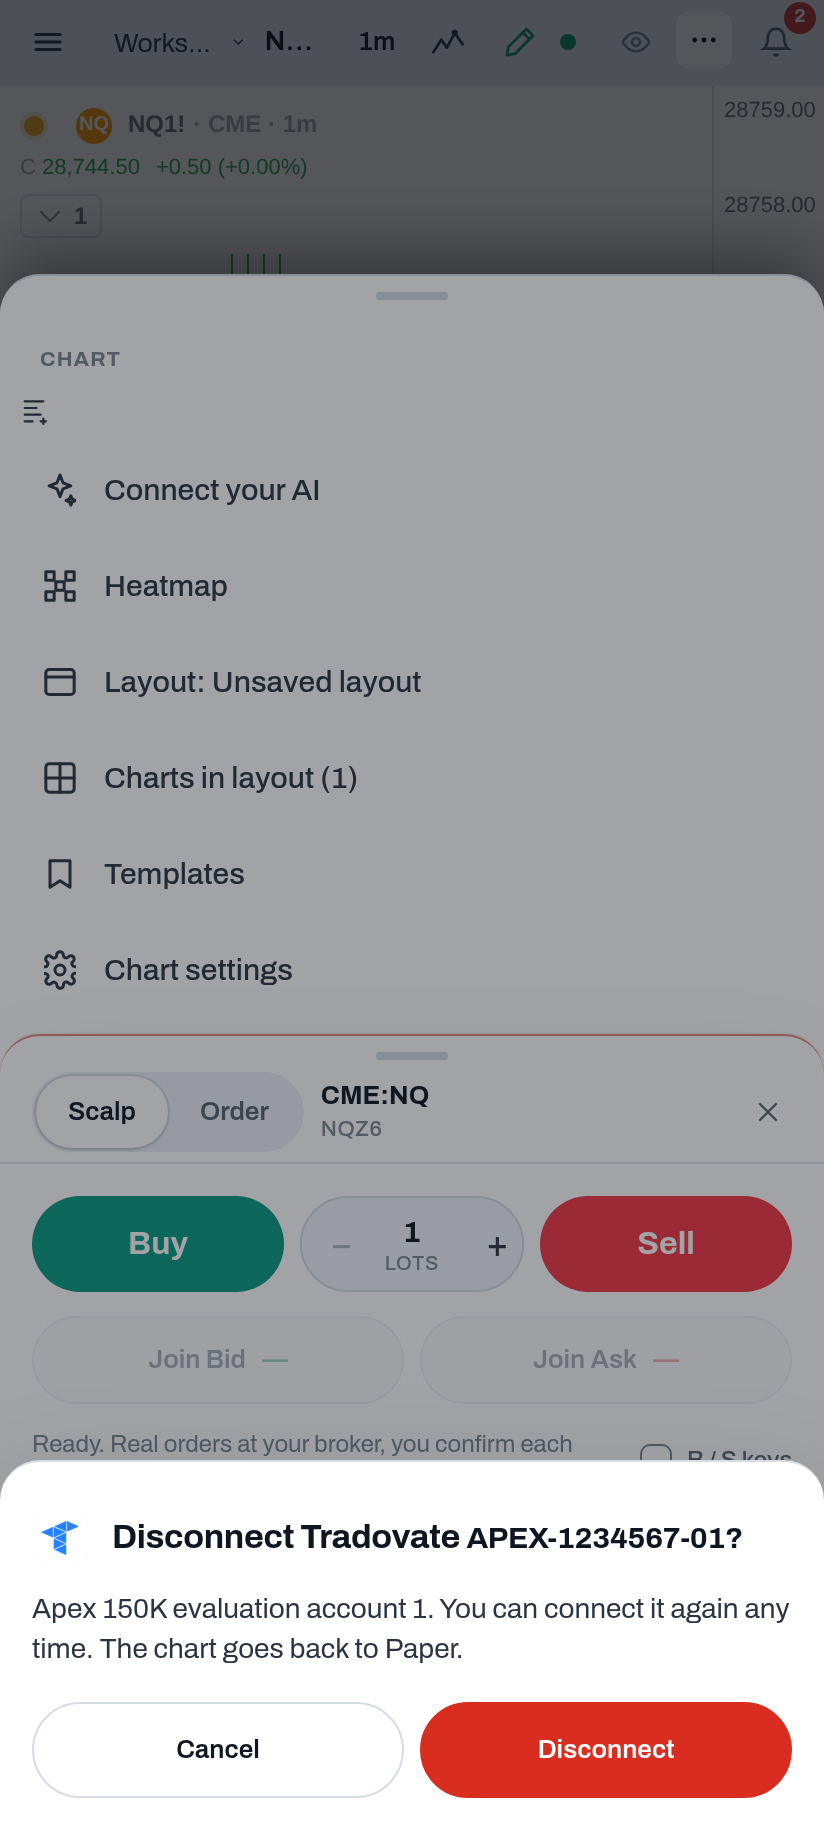 Works... N... 1m 2
NQ NQ1! · CME · 1m
28759.00
C 28,744.50 +0.50 (+0.00%)
1
28758.00
CHART
Connect your AI
Heatmap
Layout: Unsaved layout
Charts in layout (1)
Templates
Chart settings
Scalp Order CME:NQ
NQZ6
Buy − 1 + Sell
LOTS
Join Bid — Join Ask —
Ready. Real orders at your broker, you confirm each
B / S keys
Disconnect Tradovate APEX-1234567-01?
Apex 150K evaluation account 1. You can connect it again any
time. The chart goes back to Paper.
Cancel Disconnect